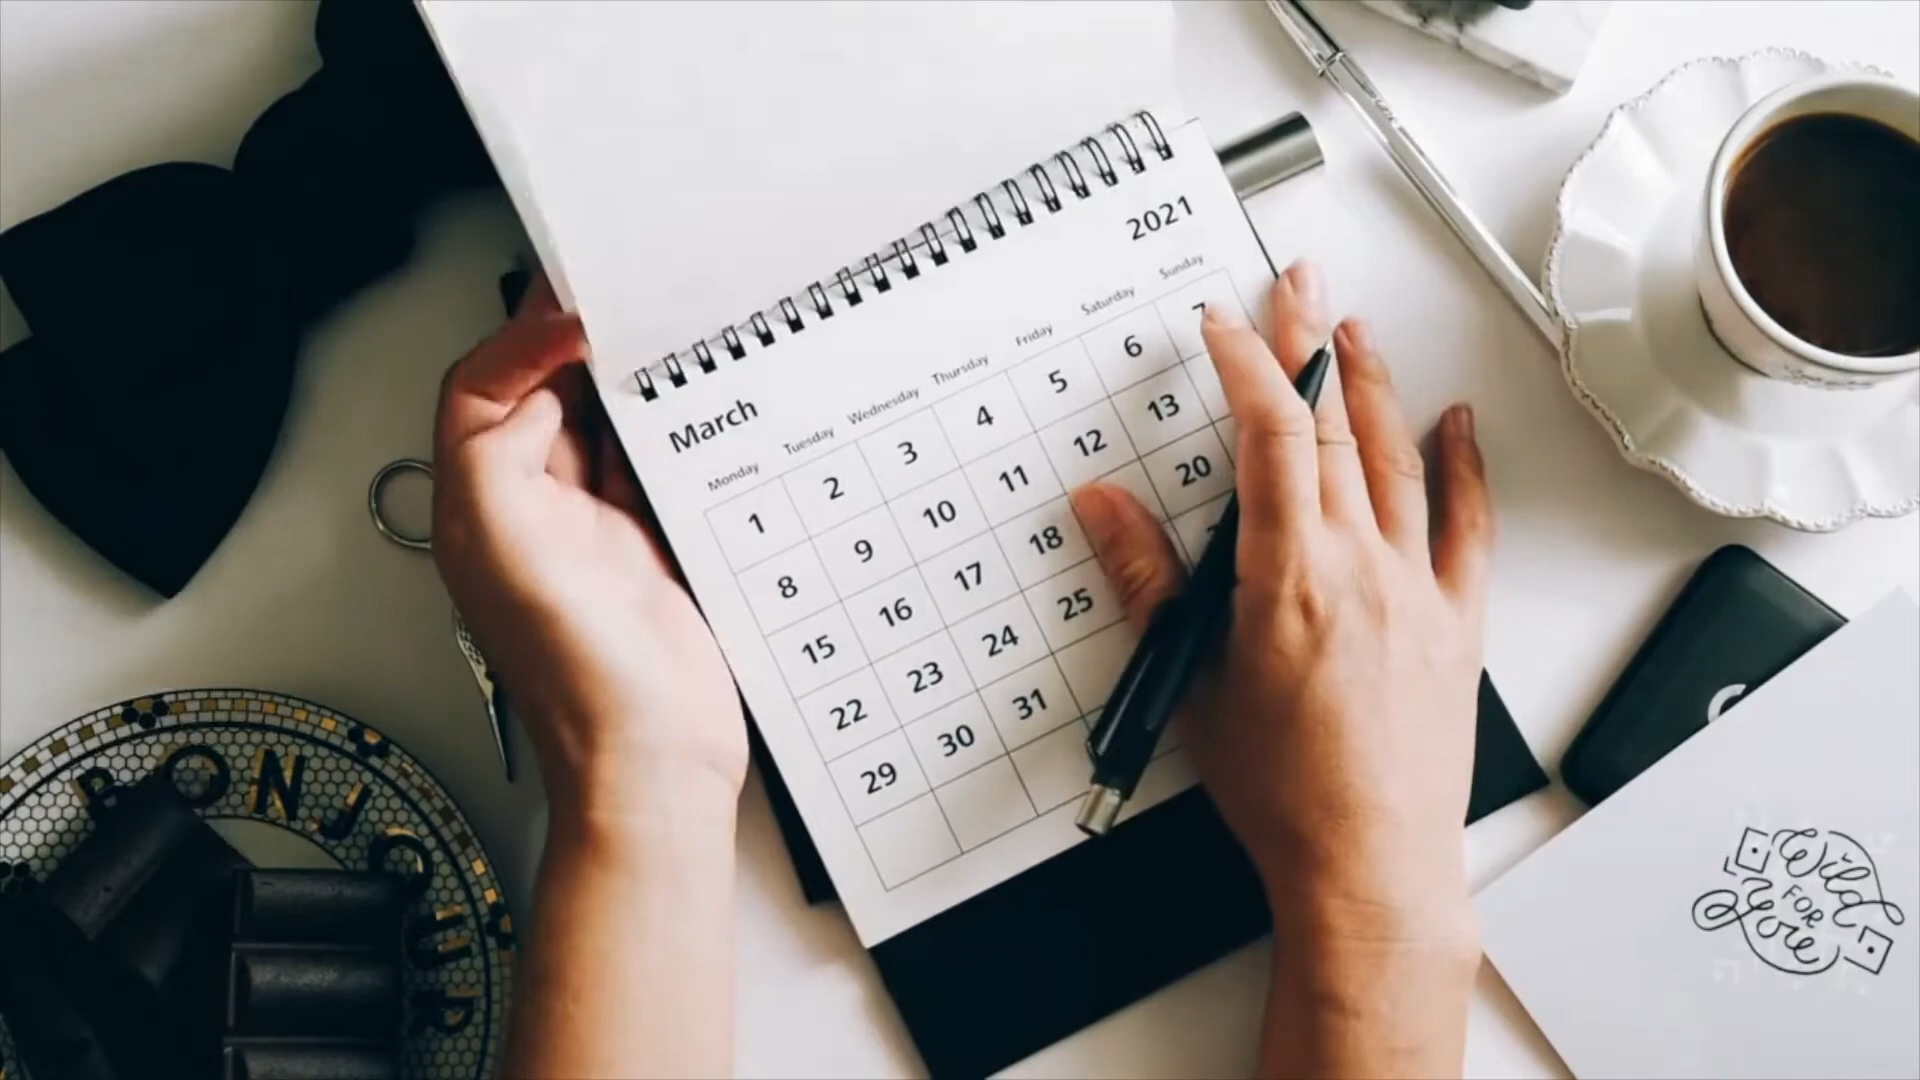 2021
March
Monday Tuesday Wednesday Thursday Friday Saturday Sunday
1 2 3 4 5 6 7
8 9 10 11 12 13
15 16 17 18 20
22 23 24 25
29 30 31
BONJOUR
Wild
FOR
You